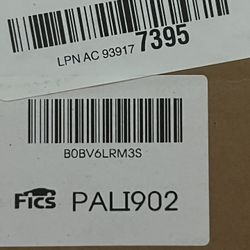 LPN AC 93917 7395
B0BV6LRM3S
Fics PALI902